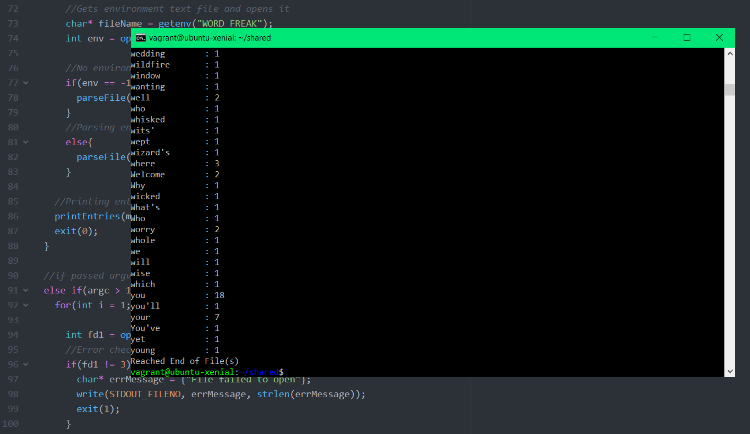 72 //Gets environment text file and opens it
73 char* fileName = getenv("WORD_FREAK");
74 int env = op
75
76 //No environ
77 if(env == -1
78 parseFile(
79 }
80 //Parsing en
81 else{
82 parseFile(
83 }
84
85 //Printing ent
86 printEntries(m
87 exit(0);
88 }
89
90 //if passed argu
91 else if(argc > 1
92 for(int i = 1;
93
94 int fd1 = op
95 //Error chec
96 if(fd1 != 3)
97 char* errMessage = {"File failed to open"};
98 write(STDOUT_FILENO, errMessage, strlen(errMessage));
99 exit(1);
100 }
vagrant@ubuntu-xenial: ~/shared
wedding : 1
wildfire : 1
window : 1
wanting : 1
well : 2
who : 1
whisked : 1
wits' : 1
wept : 1
wizard's : 1
where : 3
Welcome : 2
Why : 1
wicked : 1
What's : 1
Who : 1
worry : 2
whole : 1
we : 1
will : 1
wise : 1
which : 1
you : 18
you'll : 1
your : 7
You've : 1
yet : 1
young : 1
Reached End of File(s)
vagrant@ubuntu-xenial:~/shared$